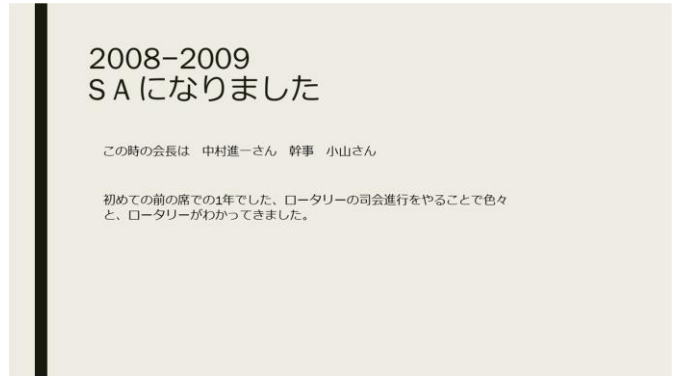 2008-2009
ＳＡになりました
この時の会長は　中村進一さん　幹事　小山さん
初めての前の席での1年でした、ロータリーの司会進行をやることで色々
と、ロータリーがわかってきました。